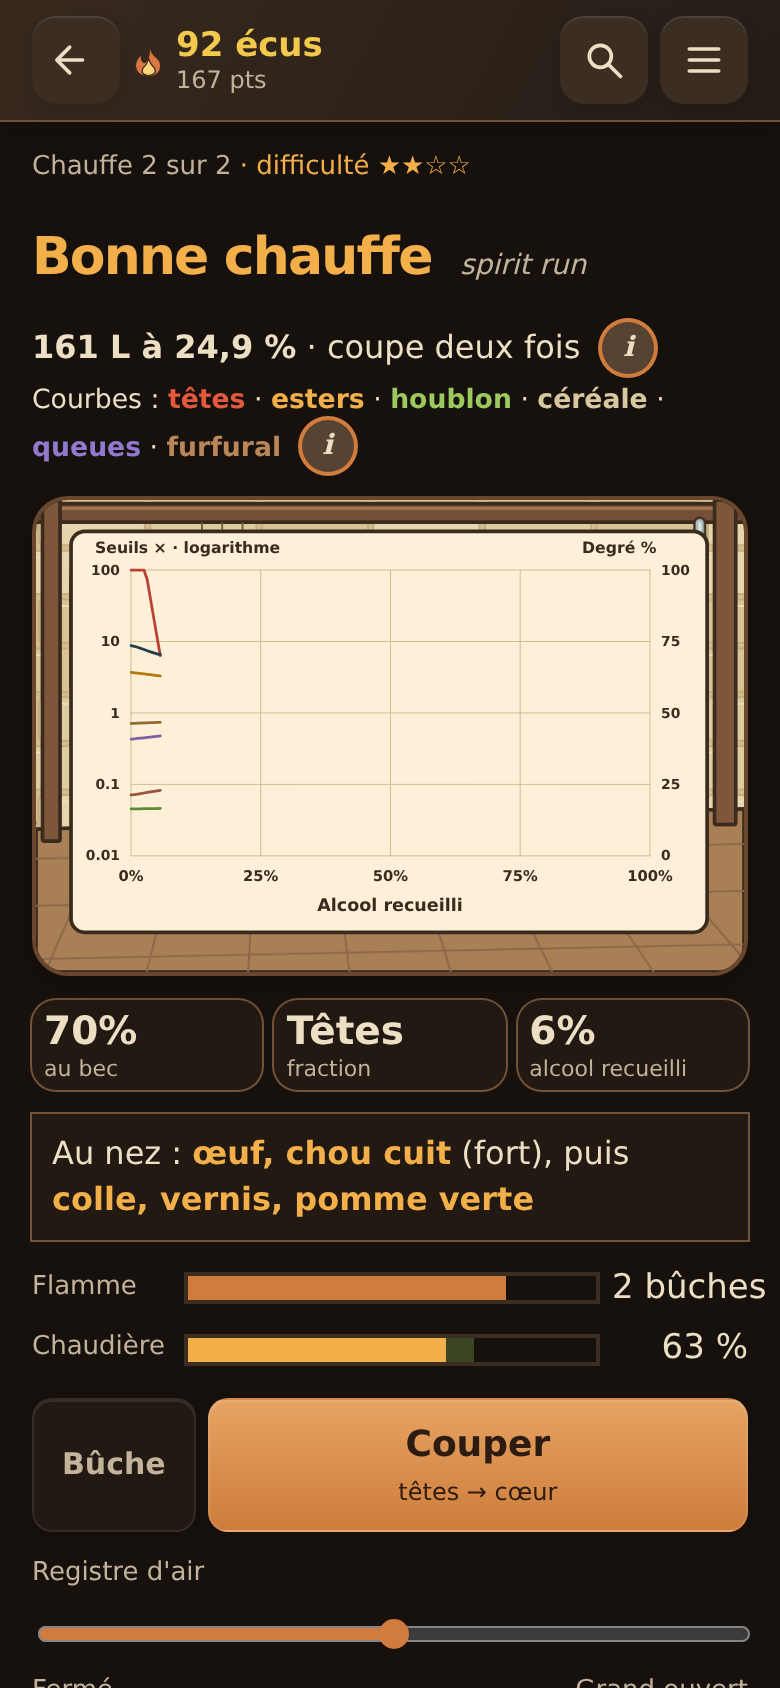 92 écus
167 pts
Chauffe 2 sur 2 · difficulté ★★☆☆
Bonne chauffe spirit run
161 L à 24,9 % · coupe deux fois i
Courbes : têtes · esters · houblon · céréale ·
queues · furfural i
Seuils × · logarithme Degré %
100 100
10 75
1 50
0.1 25
0.01 0
0% 25% 50% 75% 100%
Alcool recueilli
70% Têtes 6%
au bec fraction alcool recueilli
Au nez : œuf, chou cuit (fort), puis
colle, vernis, pomme verte
Flamme 2 bûches
Chaudière 63 %
Bûche Couper
têtes → cœur
Registre d'air
Fermé Grand ouvert